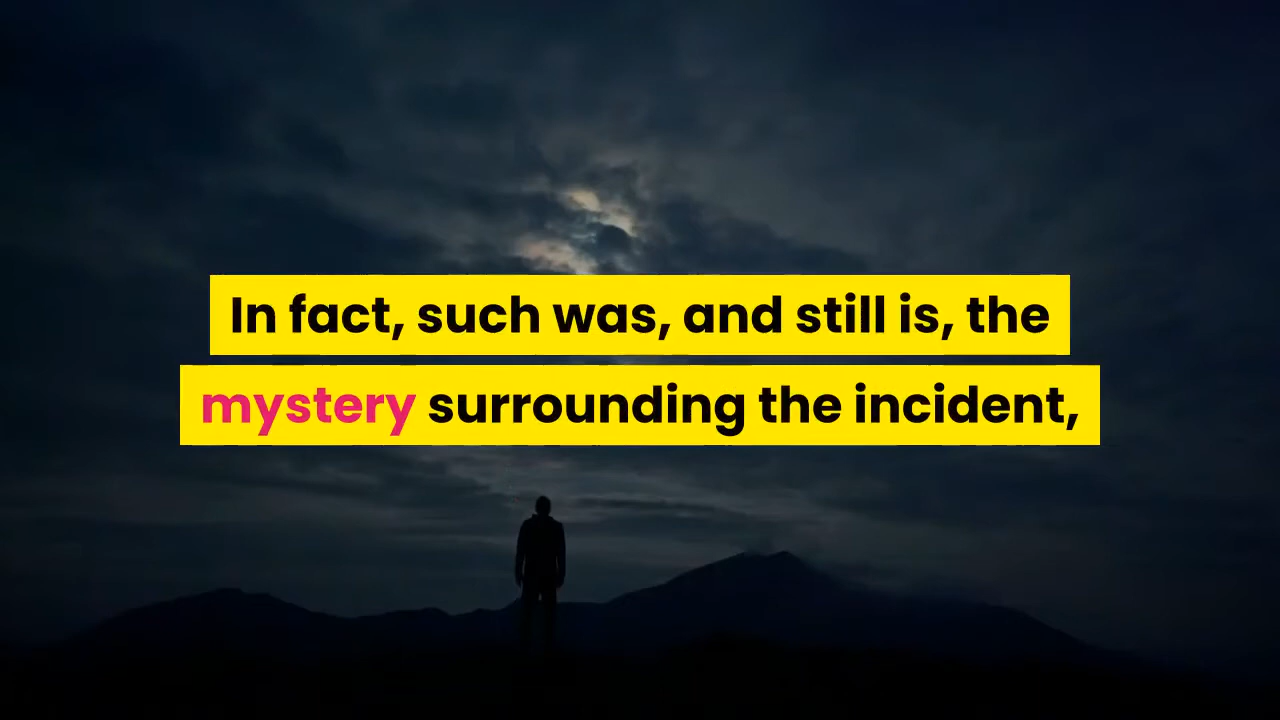 In fact, such was, and still is, the
mystery surrounding the incident,